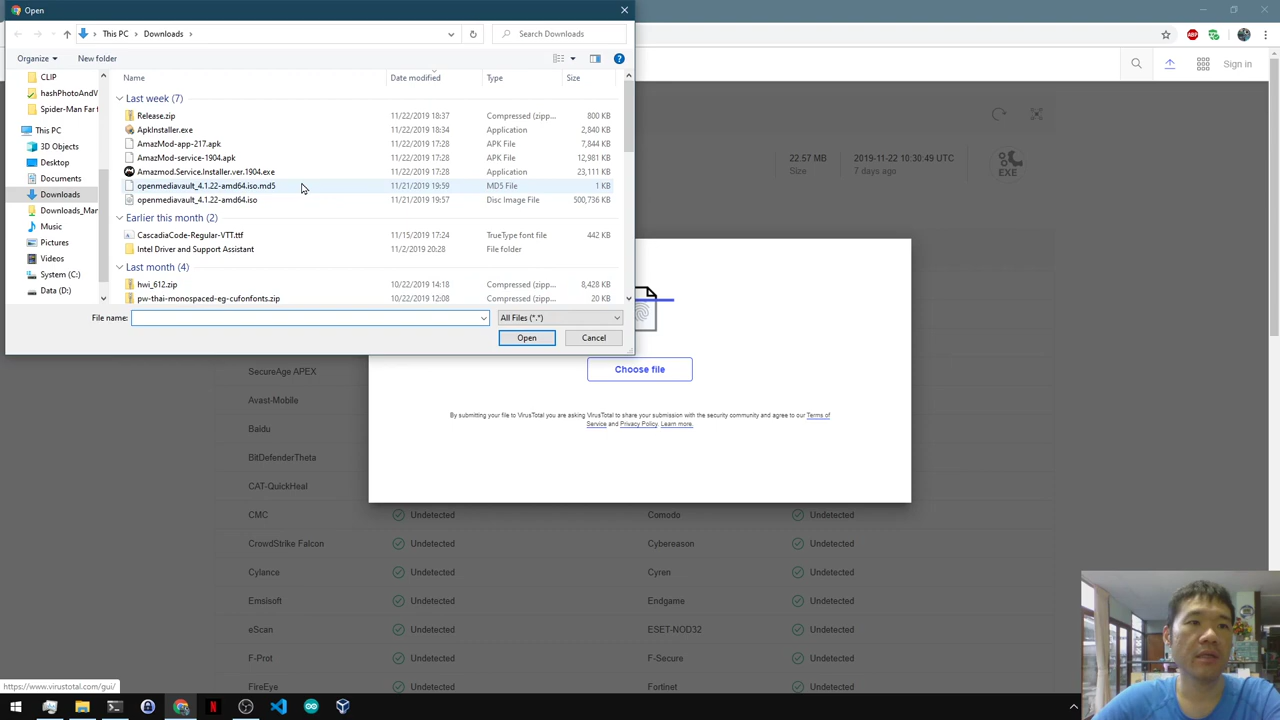 Open
This PC > Downloads >
Search Downloads
Organize
New folder
Name
Date modified
Type
Size
CLIP
hashPhotoAndV
Spider-Man Far f
This PC
3D Objects
Desktop
Documents
Downloads
Downloads_Mar
Music
Pictures
Videos
System (C:)
Data (D:)
Last week (7)
Release.zip 11/22/2019 18:37 Compressed (zipp... 800 KB
ApkInstaller.exe 11/22/2019 18:34 Application 2,840 KB
AmazMod-app-217.apk 11/22/2019 17:28 APK File 7,844 KB
AmazMod-service-1904.apk 11/22/2019 17:28 APK File 12,981 KB
Amazmod.Service.Installer.ver.1904.exe 11/22/2019 17:28 Application 23,111 KB
openmediavault_4.1.22-amd64.iso.md5 11/21/2019 19:59 MD5 File 1 KB
openmediavault_4.1.22-amd64.iso 11/21/2019 19:57 Disc Image File 500,736 KB
Earlier this month (2)
CascadiaCode-Regular-VTT.ttf 11/15/2019 17:24 TrueType font file 442 KB
Intel Driver and Support Assistant 11/2/2019 20:28 File folder
Last month (4)
hwi_612.zip 10/22/2019 14:18 Compressed (zipp... 8,428 KB
pw-thai-monospaced-eg-cufonfonts.zip 10/22/2019 12:08 Compressed (zipp... 20 KB
File name:
All Files (*.*)
Open
Cancel
ABP
Sign in
22.57 MB
Size
2019-11-22 10:30:49 UTC
7 days ago
EXE
Choose file
By submitting your file to VirusTotal you are asking VirusTotal to share your submission with the security community and agree to our Terms of
Service and Privacy Policy. Learn more.
SecureAge APEX
Avast-Mobile
Baidu
BitDefenderTheta
CAT-QuickHeal
CMC Undetected Comodo Undetected
CrowdStrike Falcon Undetected Cybereason Undetected
Cylance Undetected Cyren Undetected
Emsisoft Undetected Endgame Undetected
eScan Undetected ESET-NOD32 Undetected
F-Prot Undetected F-Secure Undetected
FireEye Undetected Fortinet Undetected
https://www.virustotal.com/gui/